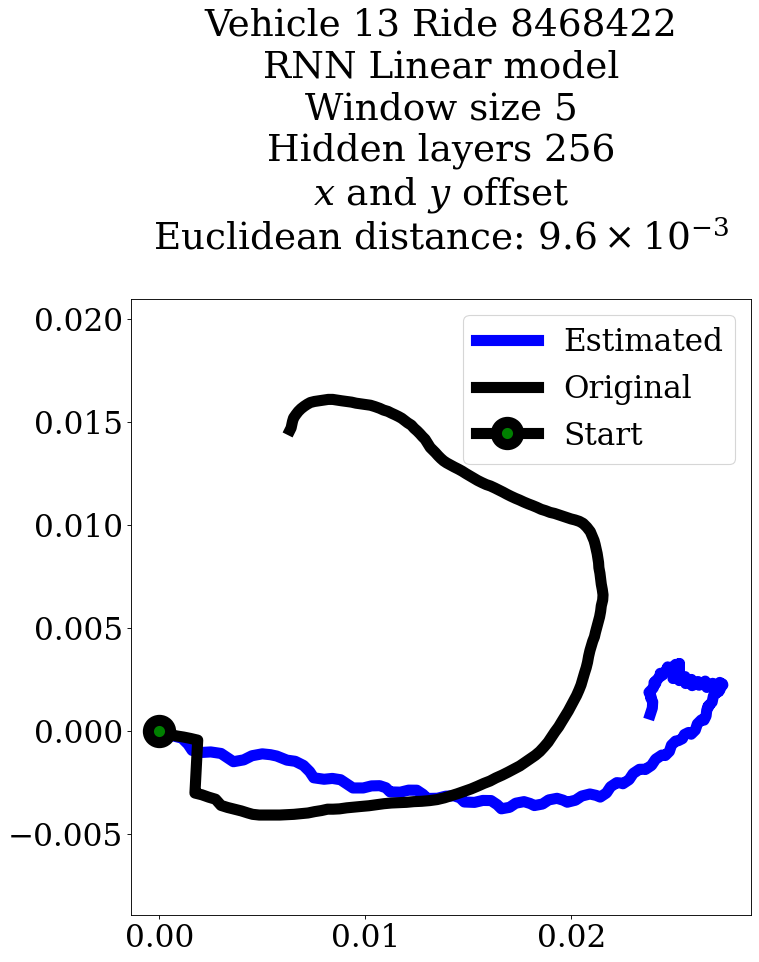 Vehicle 13 Ride 8468422
RNN Linear model
Window size 5
Hidden layers 256
x and y offset
Euclidean distance: 9.6 × 10⁻³
Estimated
Original
Start
0.020
0.015
0.010
0.005
0.000
−0.005
0.00 0.01 0.02